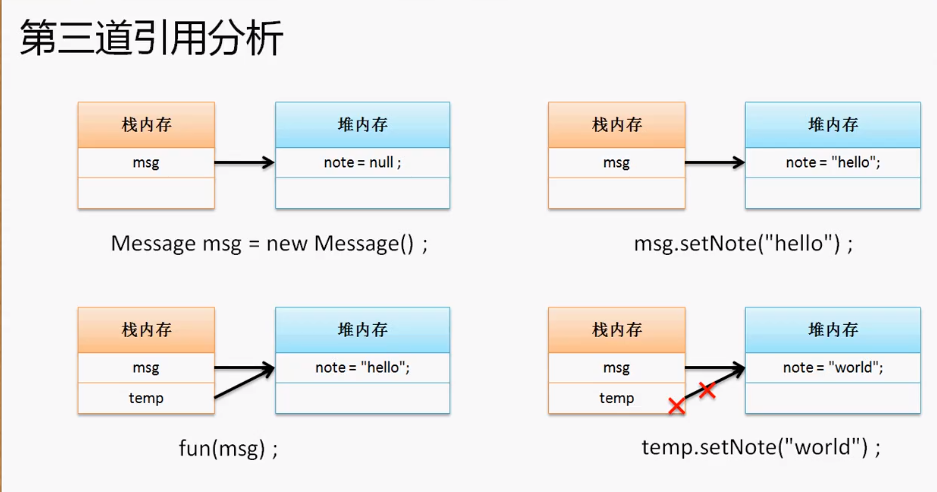 第三道引用分析
栈内存 堆内存
msg note = null ;
Message msg = new Message() ;
栈内存 堆内存
msg note = "hello";
msg.setNote("hello") ;
栈内存 堆内存
msg note = "hello";
temp
fun(msg) ;
栈内存 堆内存
msg note = "world";
temp
temp.setNote("world") ;